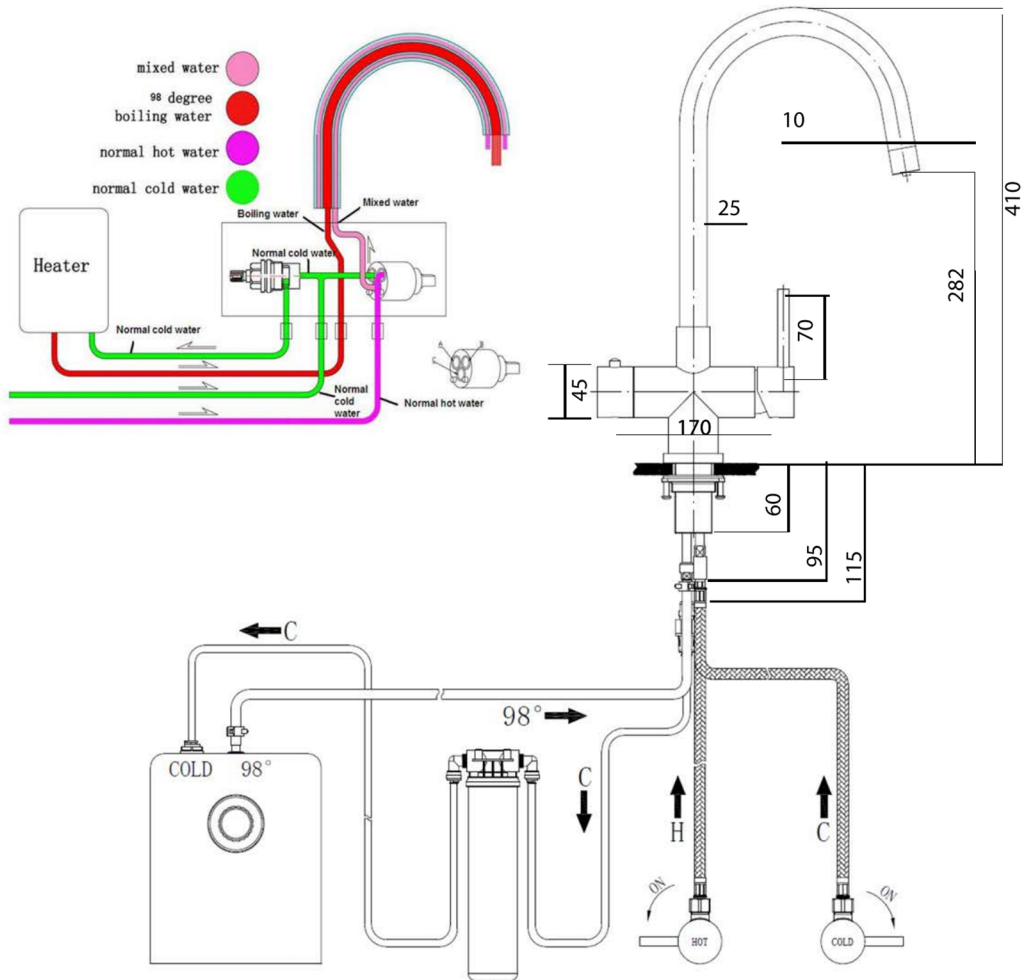 mixed water
98 degree
boiling water
normal hot water
normal cold water
Heater
Boiling water
Mixed water
Normal cold water
Normal cold water
Normal
cold
water
Normal hot water
A
B
C
10
25
410
282
70
45
170
60
95
115
C
98°
COLD 98°
C
H
C
ON
HOT
ON
COLD